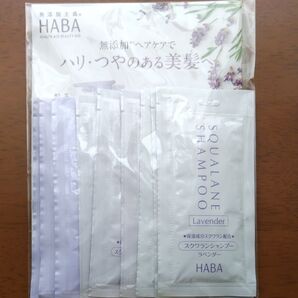 無添加主義®
HABA
無添加*ヘアケアで
ハリ・つやのある美髪へ
SQUALANE
SHAMPOO
Lavender
スクワランシャンプー
ラベンダー
HABA